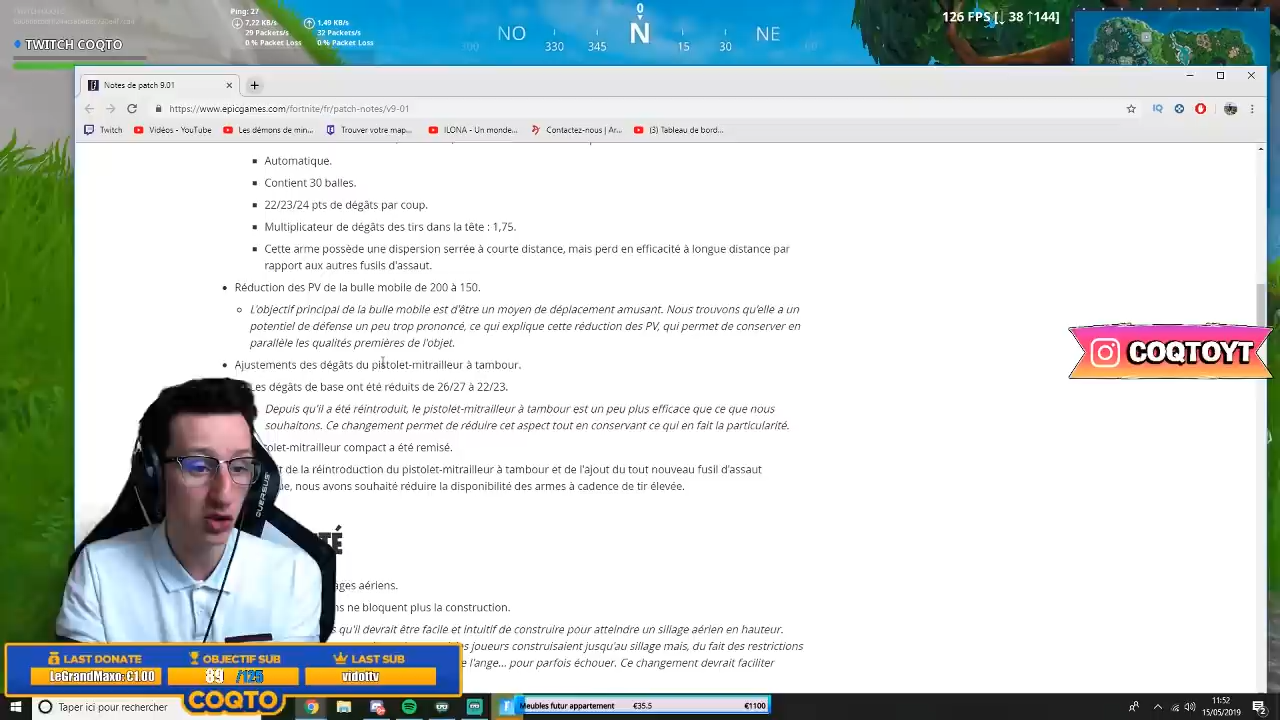 Ping: 27
7,22 KB/s 1,49 KB/s
29 Packets/s 32 Packets/s
0 % Packet Loss 0 % Packet Loss
TWITCH COQTO
NO 330 345 0 N 15 30 NE
126 FPS [↓ 38 ↑144]
Notes de patch 9.01
https://www.epicgames.com/fortnite/fr/patch-notes/v9-01
Twitch Vidéos - YouTube Les démons de min... Trouver votre map... ILONA - Un monde... Contactez-nous | Ar... (3) Tableau de bord...
Automatique.
Contient 30 balles.
22/23/24 pts de dégâts par coup.
Multiplicateur de dégâts des tirs dans la tête : 1,75.
Cette arme possède une dispersion serrée à courte distance, mais perd en efficacité à longue distance par
rapport aux autres fusils d'assaut.
Réduction des PV de la bulle mobile de 200 à 150.
L'objectif principal de la bulle mobile est d'être un moyen de déplacement amusant. Nous trouvons qu'elle a un
potentiel de défense un peu trop prononcé, ce qui explique cette réduction des PV, qui permet de conserver en
parallèle les qualités premières de l'objet.
Ajustements des dégâts du pistolet-mitrailleur à tambour.
Les dégâts de base ont été réduits de 26/27 à 22/23.
Depuis qu'il a été réintroduit, le pistolet-mitrailleur à tambour est un peu plus efficace que ce que nous
souhaitons. Ce changement permet de réduire cet aspect tout en conservant ce qui en fait la particularité.
tolet-mitrailleur compact a été remisé.
de la réintroduction du pistolet-mitrailleur à tambour et de l'ajout du tout nouveau fusil d'assaut
que, nous avons souhaité réduire la disponibilité des armes à cadence de tir élevée.
TÉ
ages aériens.
ns ne bloquent plus la construction.
qu'il devrait être facile et intuitif de construire pour atteindre un sillage aérien en hauteur.
joueurs construisaient jusqu'au sillage mais, du fait des restrictions
de l'ange... pour parfois échouer. Ce changement devrait faciliter
COQTOYT
OVERSUS
LAST DONATE OBJECTIF SUB LAST SUB
LeGrandMaxo: €1.00 89 /125 vidottv
COQTO
Taper ici pour rechercher
Meubles futur appartement €35.5 €1100
11:52
15/05/2019
2